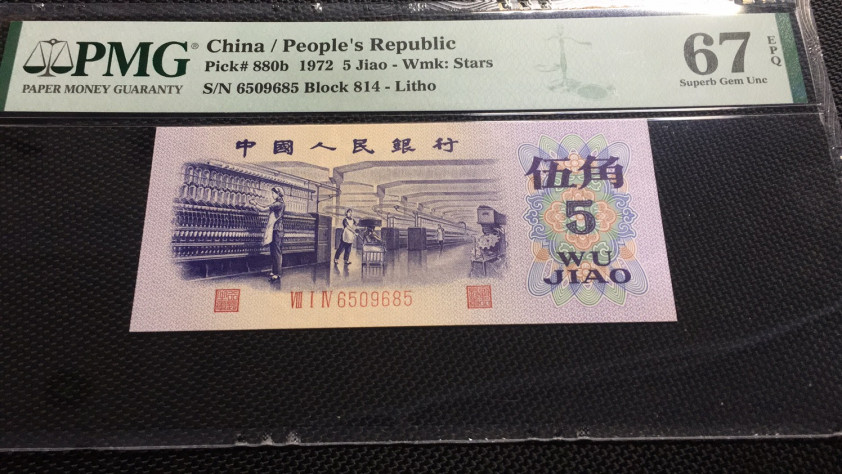 PMG® China / People's Republic
Pick# 880b 1972 5 Jiao - Wmk: Stars
PAPER MONEY GUARANTY
S/N 6509685 Block 814 - Litho
67 EPQ
Superb Gem Unc
中國人民銀行
伍角
5
WU
JIAO
VIII I IV 6509685